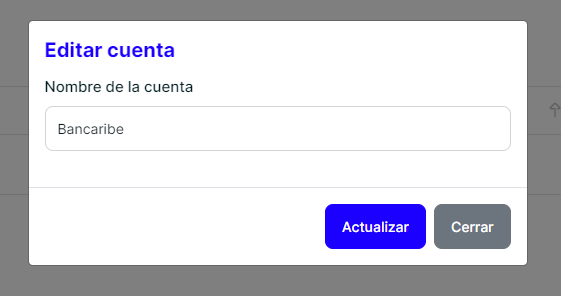 Editar cuenta
Nombre de la cuenta
Bancaribe
Actualizar Cerrar